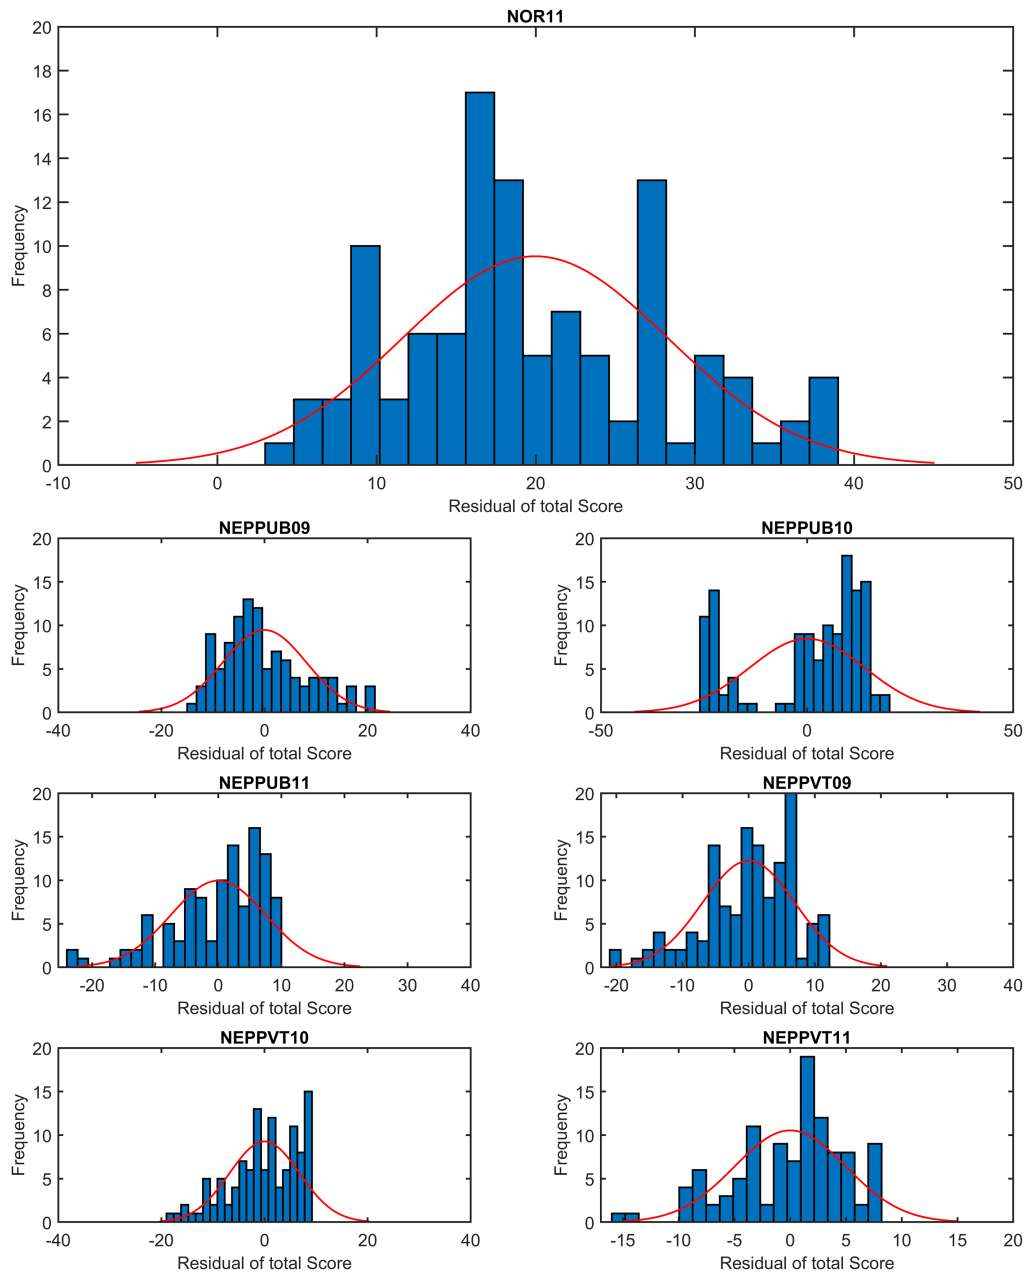 NOR11
20
18
16
14
12
10
8
6
4
2
0
Frequency
-10 0 10 20 30 40 50
Residual of total Score
NEPPUB09
20
15
10
5
0
Frequency
-40 -20 0 20 40
Residual of total Score
NEPPUB10
20
15
10
5
0
Frequency
-50 0 50
Residual of total Score
NEPPUB11
20
15
10
5
0
Frequency
-20 -10 0 10 20 30 40
Residual of total Score
NEPPVT09
20
15
10
5
0
Frequency
-20 -10 0 10 20 30 40
Residual of total Score
NEPPVT10
20
15
10
5
0
Frequency
-40 -20 0 20 40
Residual of total Score
NEPPVT11
20
15
10
5
0
Frequency
-15 -10 -5 0 5 10 15 20
Residual of total Score